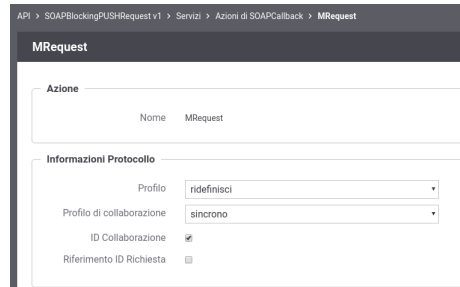 API > SOAPBlockingPUSHRequest v1 > Servizi > Azioni di SOAPCallback > MRequest
MRequest
Azione
Nome MRequest
Informazioni Protocollo
Profilo ridefinisci
Profilo di collaborazione sincrono
ID Collaborazione
Riferimento ID Richiesta